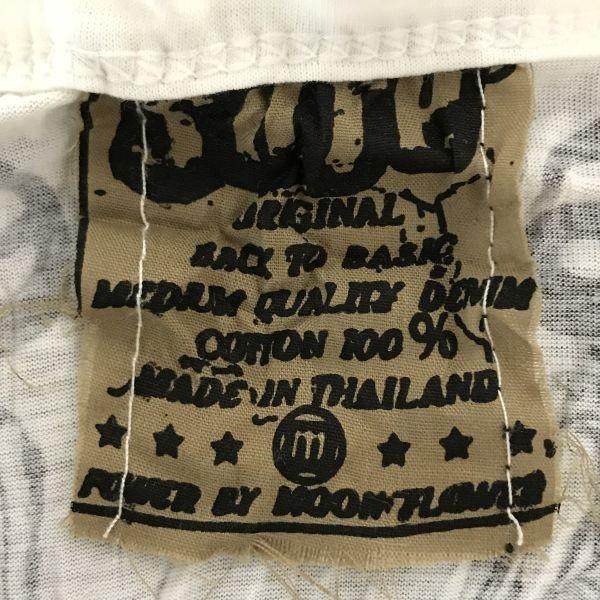 ORIGINAL
BACK TO BASIC
MEDIUM QUALITY DENIM
COTTON 100%
MADE IN THAILAND
m
POWER BY MOON FLOWER